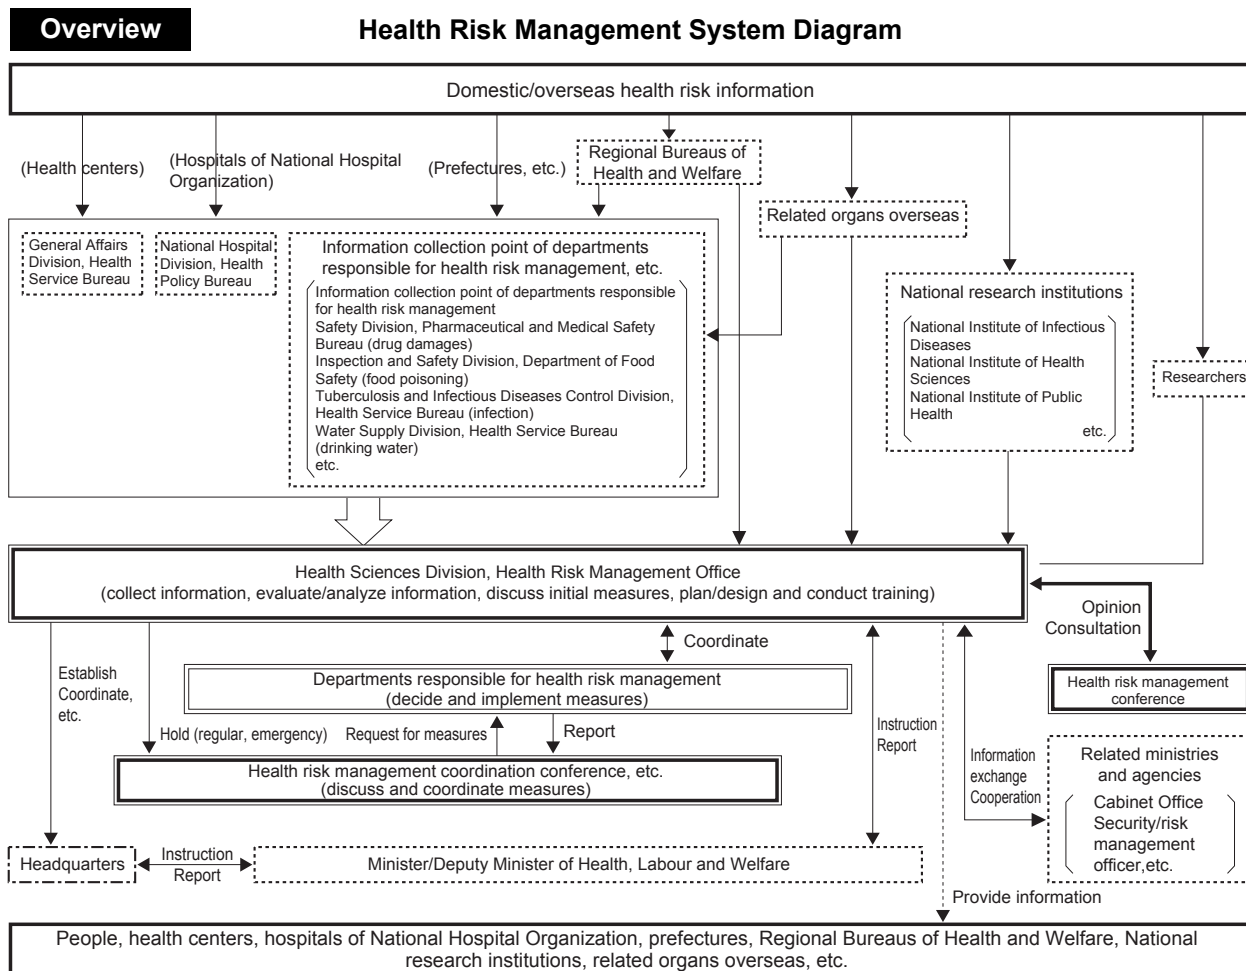 Overview
Health Risk Management System Diagram
Domestic/overseas health risk information
(Health centers)
(Hospitals of National Hospital
Organization)
(Prefectures, etc.)
Regional Bureaus of
Health and Welfare
Related organs overseas
General Affairs
Division, Health
Service Bureau
National Hospital
Division, Health
Policy Bureau
Information collection point of departments
responsible for health risk management, etc.
Information collection point of departments responsible
for health risk management
Safety Division, Pharmaceutical and Medical Safety
Bureau (drug damages)
Inspection and Safety Division, Department of Food
Safety (food poisoning)
Tuberculosis and Infectious Diseases Control Division,
Health Service Bureau (infection)
Water Supply Division, Health Service Bureau
(drinking water)
etc.
National research institutions
National Institute of Infectious
Diseases
National Institute of Health
Sciences
National Institute of Public
Health
etc.
Researchers
Health Sciences Division, Health Risk Management Office
(collect information, evaluate/analyze information, discuss initial measures, plan/design and conduct training)
Opinion
Consultation
Health risk management
conference
Coordinate
Establish
Coordinate,
etc.
Departments responsible for health risk management
(decide and implement measures)
Hold (regular, emergency)
Request for measures
Report
Instruction
Report
Health risk management coordination conference, etc.
(discuss and coordinate measures)
Information
exchange
Cooperation
Related ministries
and agencies
Cabinet Office
Security/risk
management
officer,etc.
Headquarters
Instruction
Report
Minister/Deputy Minister of Health, Labour and Welfare
Provide information
People, health centers, hospitals of National Hospital Organization, prefectures, Regional Bureaus of Health and Welfare, National
research institutions, related organs overseas, etc.